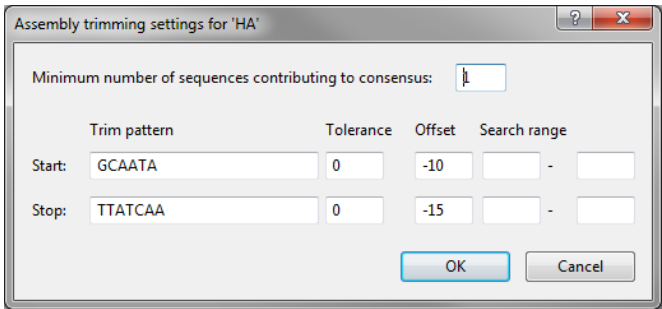 Assembly trimming settings for 'HA'
Minimum number of sequences contributing to consensus: 1
Trim pattern Tolerance Offset Search range
Start: GCAATA 0 -10 -
Stop: TTATCAA 0 -15 -
OK Cancel